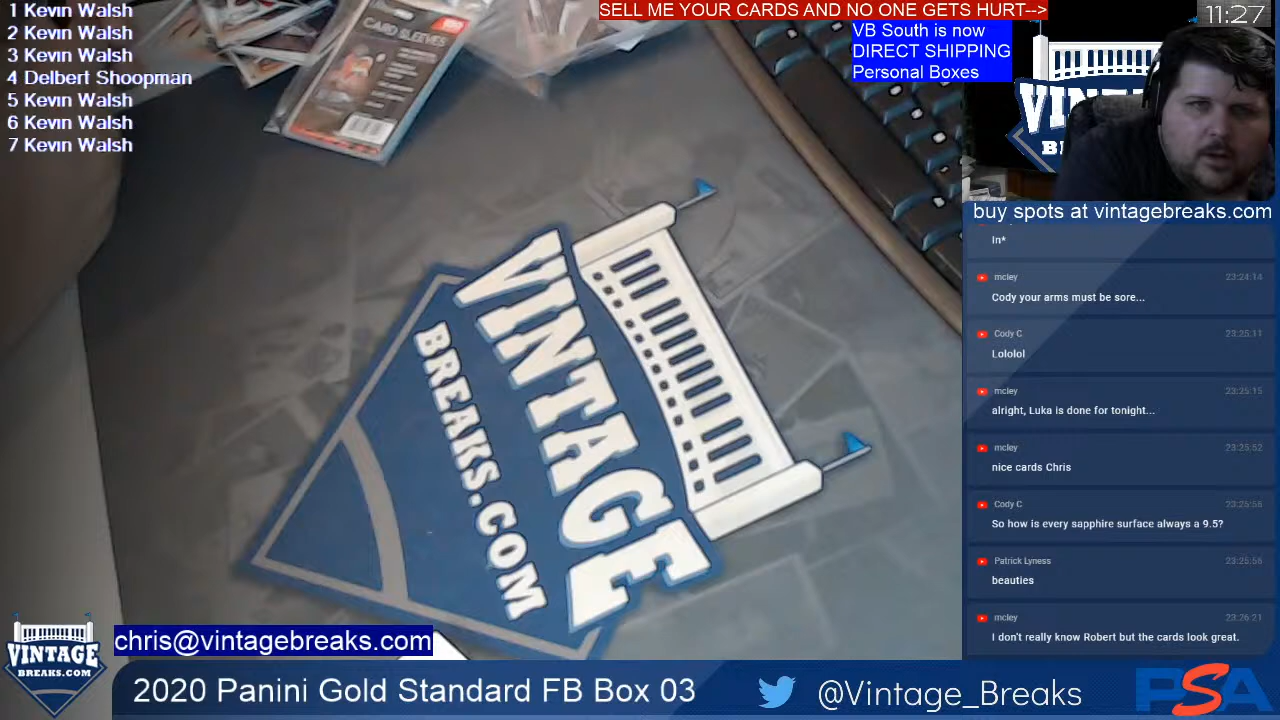 1 Kevin Walsh
2 Kevin Walsh
3 Kevin Walsh
4 Delbert Shoopman
5 Kevin Walsh
6 Kevin Walsh
7 Kevin Walsh
CARD SLEEVES
SELL ME YOUR CARDS AND NO ONE GETS HURT-->
VB South is now
DIRECT SHIPPING
Personal Boxes
11:27
buy spots at vintagebreaks.com
In*
mcley 23:24:14
Cody your arms must be sore...
Cody C 23:25:11
Lololol
mcley 23:25:15
alright, Luka is done for tonight...
mcley 23:25:52
nice cards Chris
Cody C
So how is every sapphire surface always a 9.5?
Patrick Lyness
beauties
mcley 23:26:21
I don't really know Robert but the cards look great.
VINTAGE
BREAKS.COM
VINTAGE
BREAKS.COM
chris@vintagebreaks.com
2020 Panini Gold Standard FB Box 03
@Vintage_Breaks
PSA